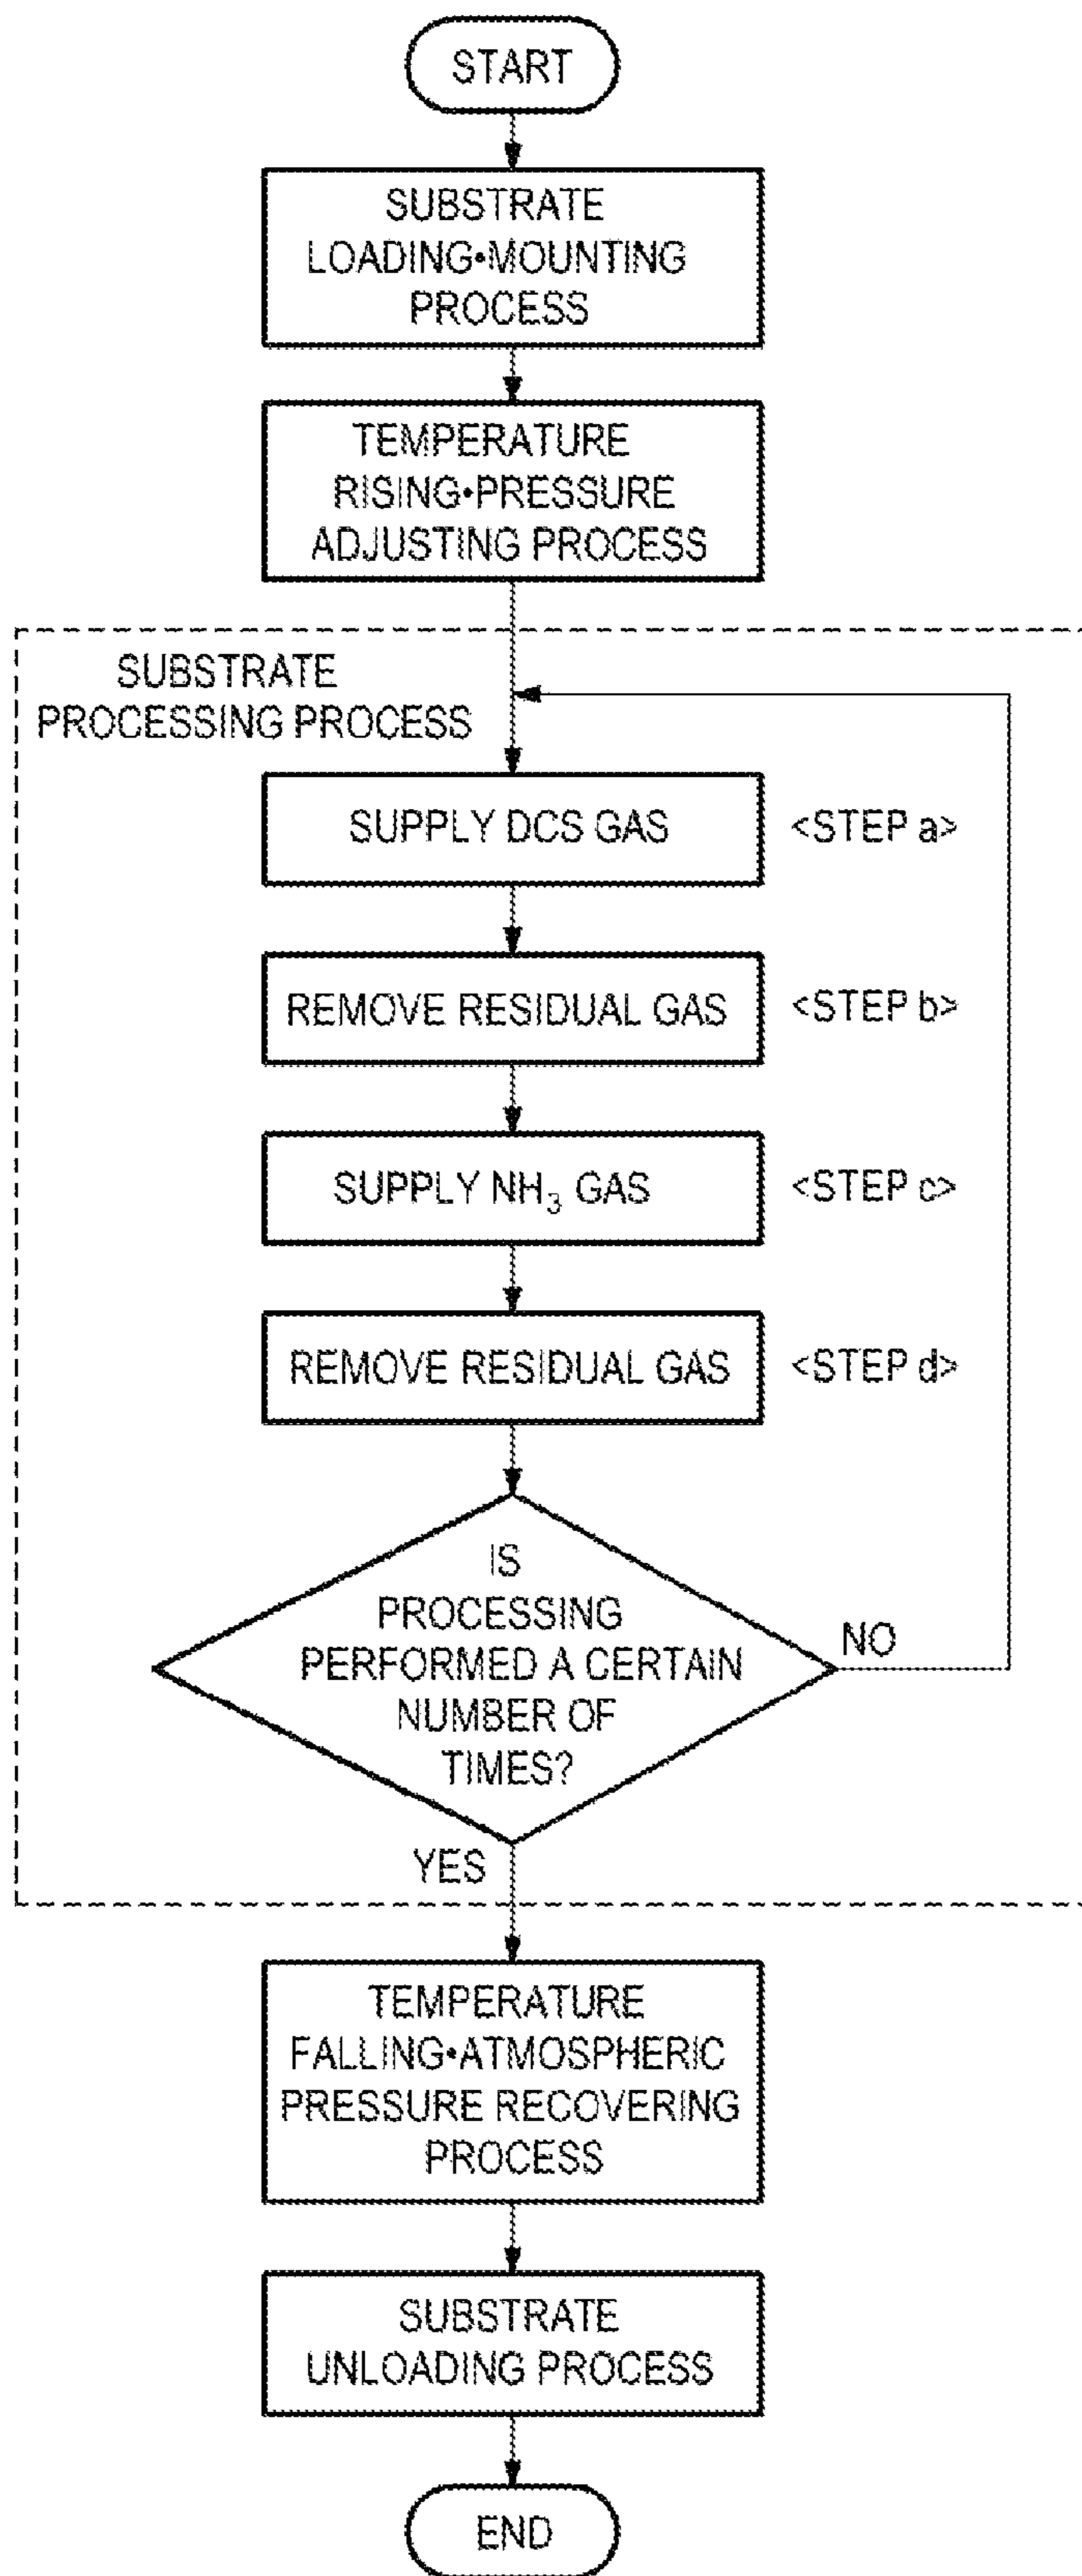 START
SUBSTRATE
LOADING•MOUNTING
PROCESS
TEMPERATURE
RISING•PRESSURE
ADJUSTING PROCESS
SUBSTRATE
PROCESSING PROCESS
SUPPLY DCS GAS
<STEP a>
REMOVE RESIDUAL GAS
<STEP b>
SUPPLY NH₃ GAS
<STEP c>
REMOVE RESIDUAL GAS
<STEP d>
IS
PROCESSING
PERFORMED A CERTAIN
NUMBER OF
TIMES?
NO
YES
TEMPERATURE
FALLING•ATMOSPHERIC
PRESSURE RECOVERING
PROCESS
SUBSTRATE
UNLOADING PROCESS
END